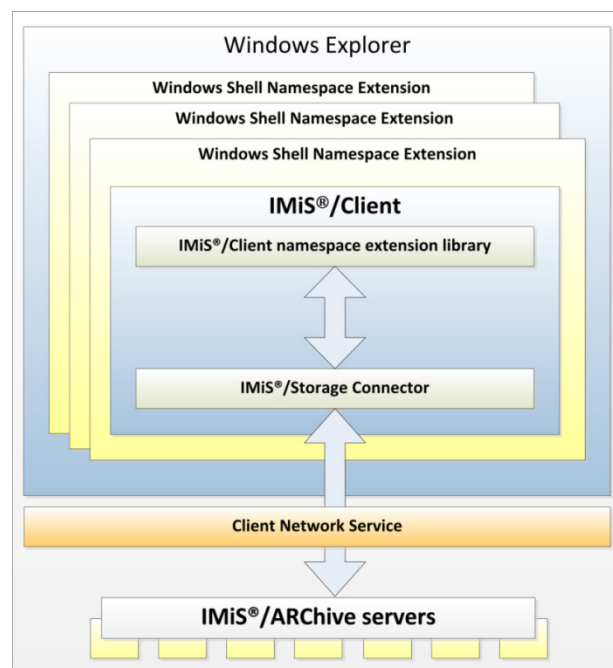 Windows Explorer
Windows Shell Namespace Extension
Windows Shell Namespace Extension
Windows Shell Namespace Extension
IMiS®/Client
IMiS®/Client namespace extension library
IMiS®/Storage Connector
Client Network Service
IMiS®/ARChive servers